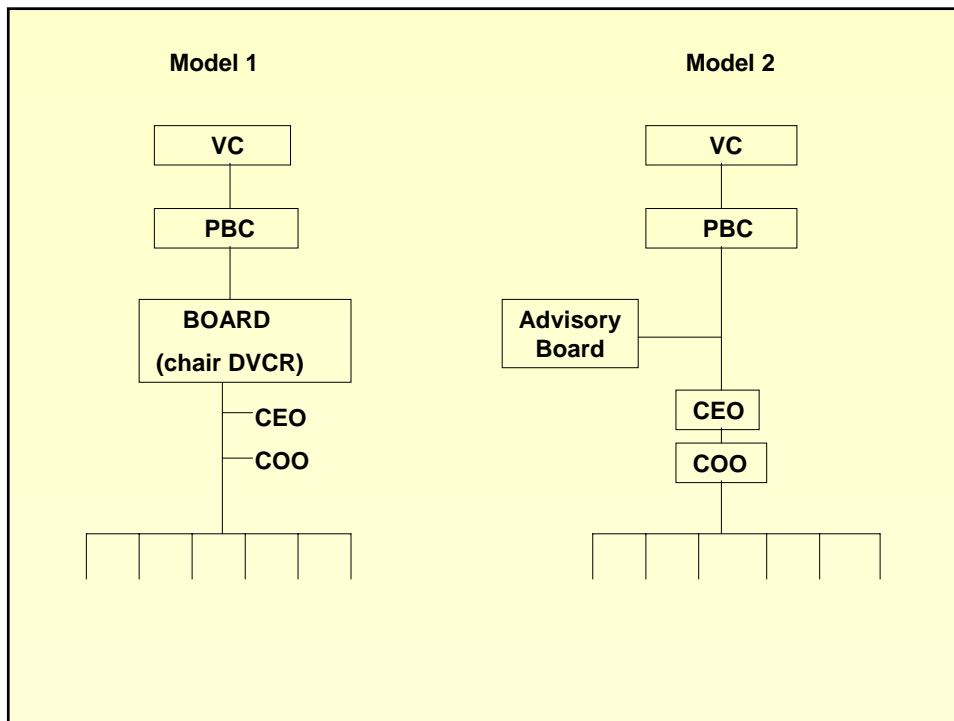 Model 1
VC
PBC
BOARD
(chair DVCR)
CEO
COO
Model 2
VC
PBC
Advisory
Board
CEO
COO